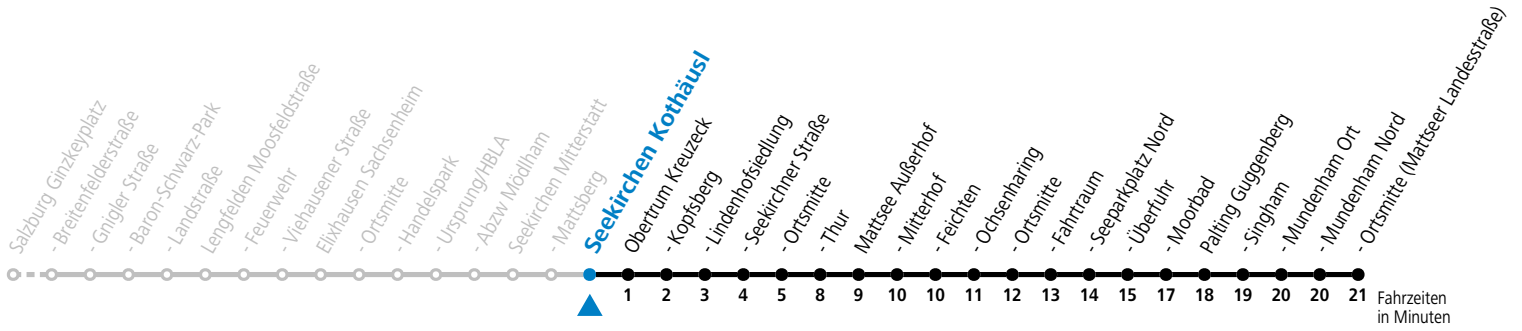 Salzburg Ginzkeyplatz
- Breitenfelderstraße
- Gnigler Straße
- Baron-Schwarz-Park
- Landstraße
Lengfelden Moosfeldstraße
- Feuerwehr
- Viehausener Straße
Elixhausen Sachsenheim
- Ortsmitte
- Handelspark
- Ursprung/HBLA
- Abzw Mödlham
Seekirchen Mitterstatt
- Mattsberg
Seekirchen Kothäusl
Obertrum Kreuzeck
- Kopfsberg
- Lindenhofsiedlung
- Seekirchner Straße
- Ortsmitte
- Thur
Mattsee Außerhof
- Mitterhof
- Feichten
- Ochsenharing
- Ortsmitte
- Fahrtraum
- Seeparkplatz Nord
- Überfuhr
- Moorbad
Palting Guggenberg
- Singham
- Mundenham Ort
- Mundenham Nord
- Ortsmitte (Mattseer Landesstraße)
1 2 3 4 5 8 9 10 10 11 12 13 14 15 17 18 19 20 20 21
Fahrzeiten
in Minuten